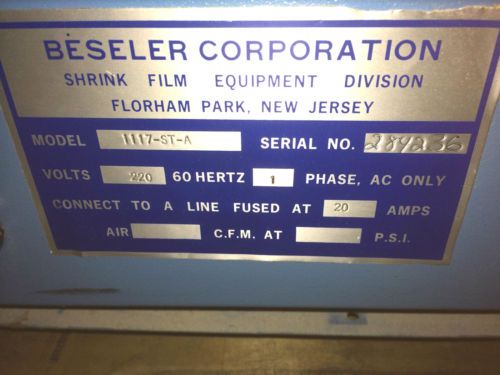 BESELER CORPORATION
SHRINK FILM EQUIPMENT DIVISION
FLORHAM PARK, NEW JERSEY
MODEL 1117-ST-A SERIAL NO. 289236
VOLTS 220 60 HERTZ 1 PHASE, AC ONLY
CONNECT TO A LINE FUSED AT 20 AMPS
AIR C.F.M. AT P.S.I.